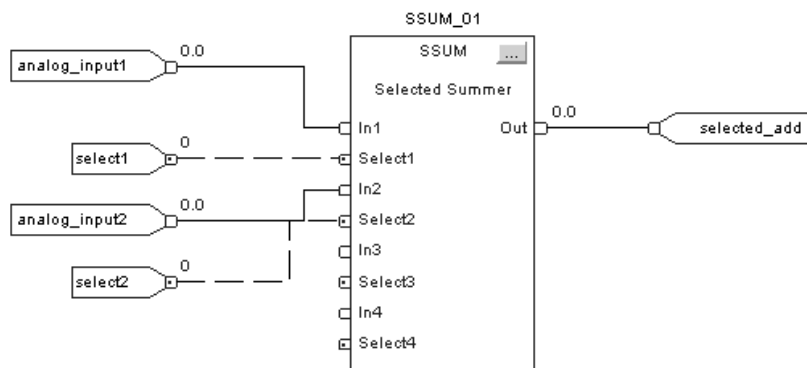 SSUM_01
SSUM ...
Selected Summer
analog_input1 0.0
In1
Out 0.0 selected_add
select1 0
Select1
In2
analog_input2 0.0
Select2
In3
select2 0
Select3
In4
Select4